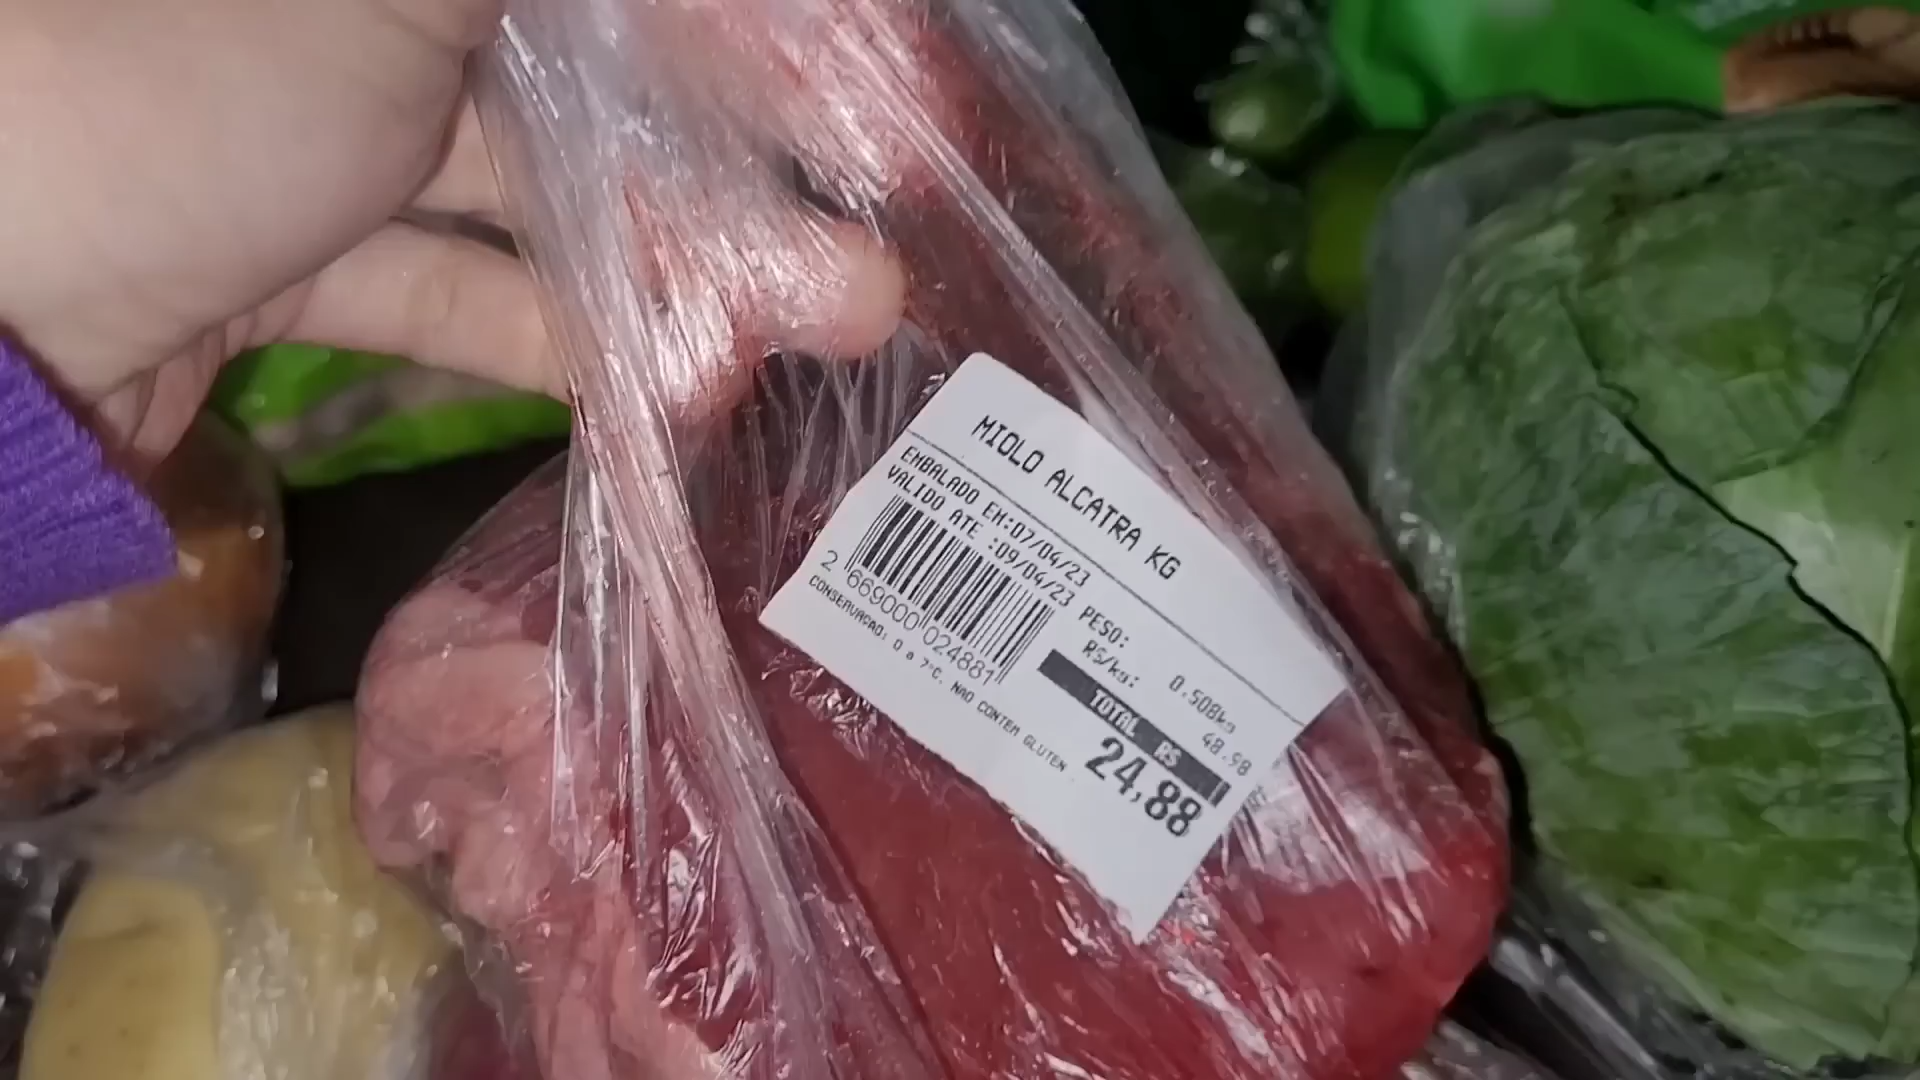 MIOLO ALCATRA KG
EMBALADO EM:07/04/23
VALIDO ATE :09/04/23
PESO: 0.508kg
R$/kg: 48.98
2 669000 024881
TOTAL R$
24,88
CONSERVACAO: 0 a 7°C. NAO CONTEM GLUTEN.